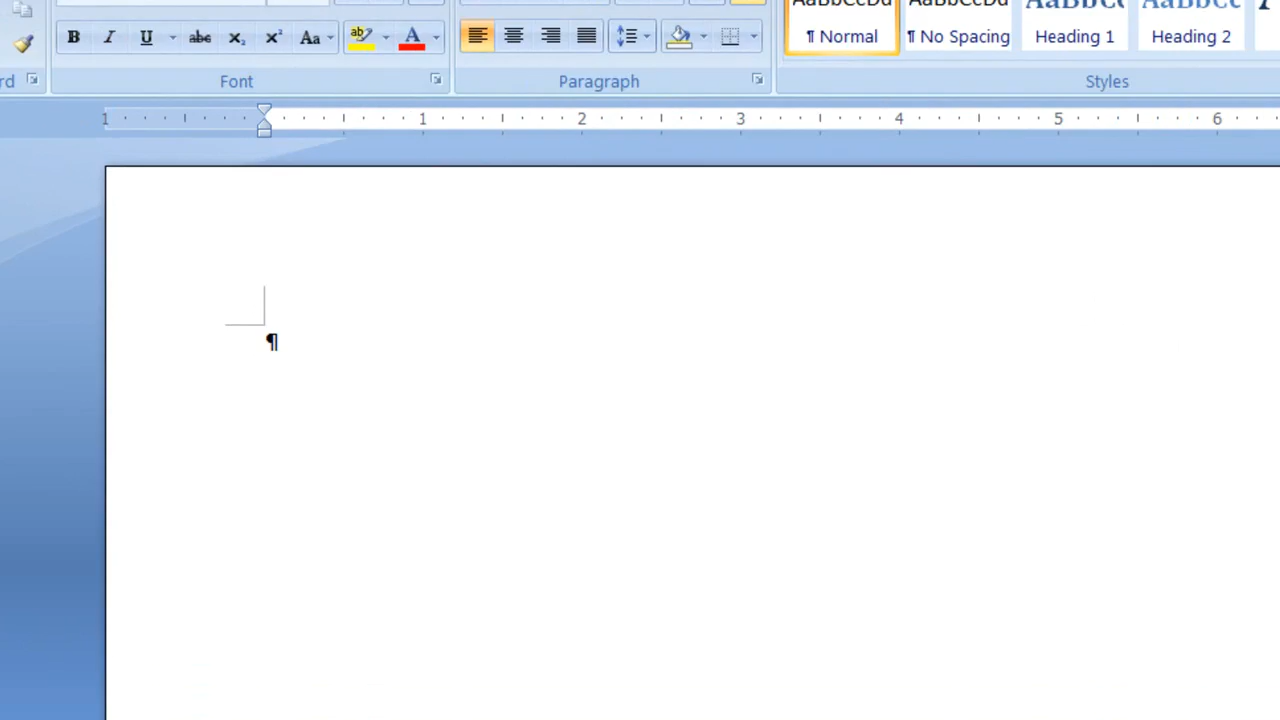 AaBbCcDd AaBbCcDd AaBbCc AaBbCc
B I U abc x₂ x² Aa ab A ¶ Normal ¶ No Spacing Heading 1 Heading 2
rd Font Paragraph Styles
1 1 2 3 4 5 6
¶